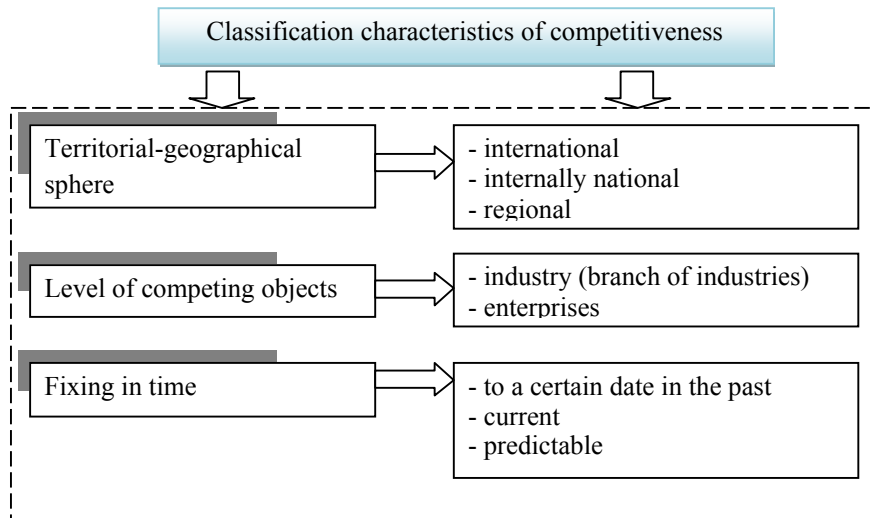 Classification characteristics of competitiveness
Territorial-geographical
sphere
- international
- internally national
- regional
Level of competing objects
- industry (branch of industries)
- enterprises
Fixing in time
- to a certain date in the past
- current
- predictable